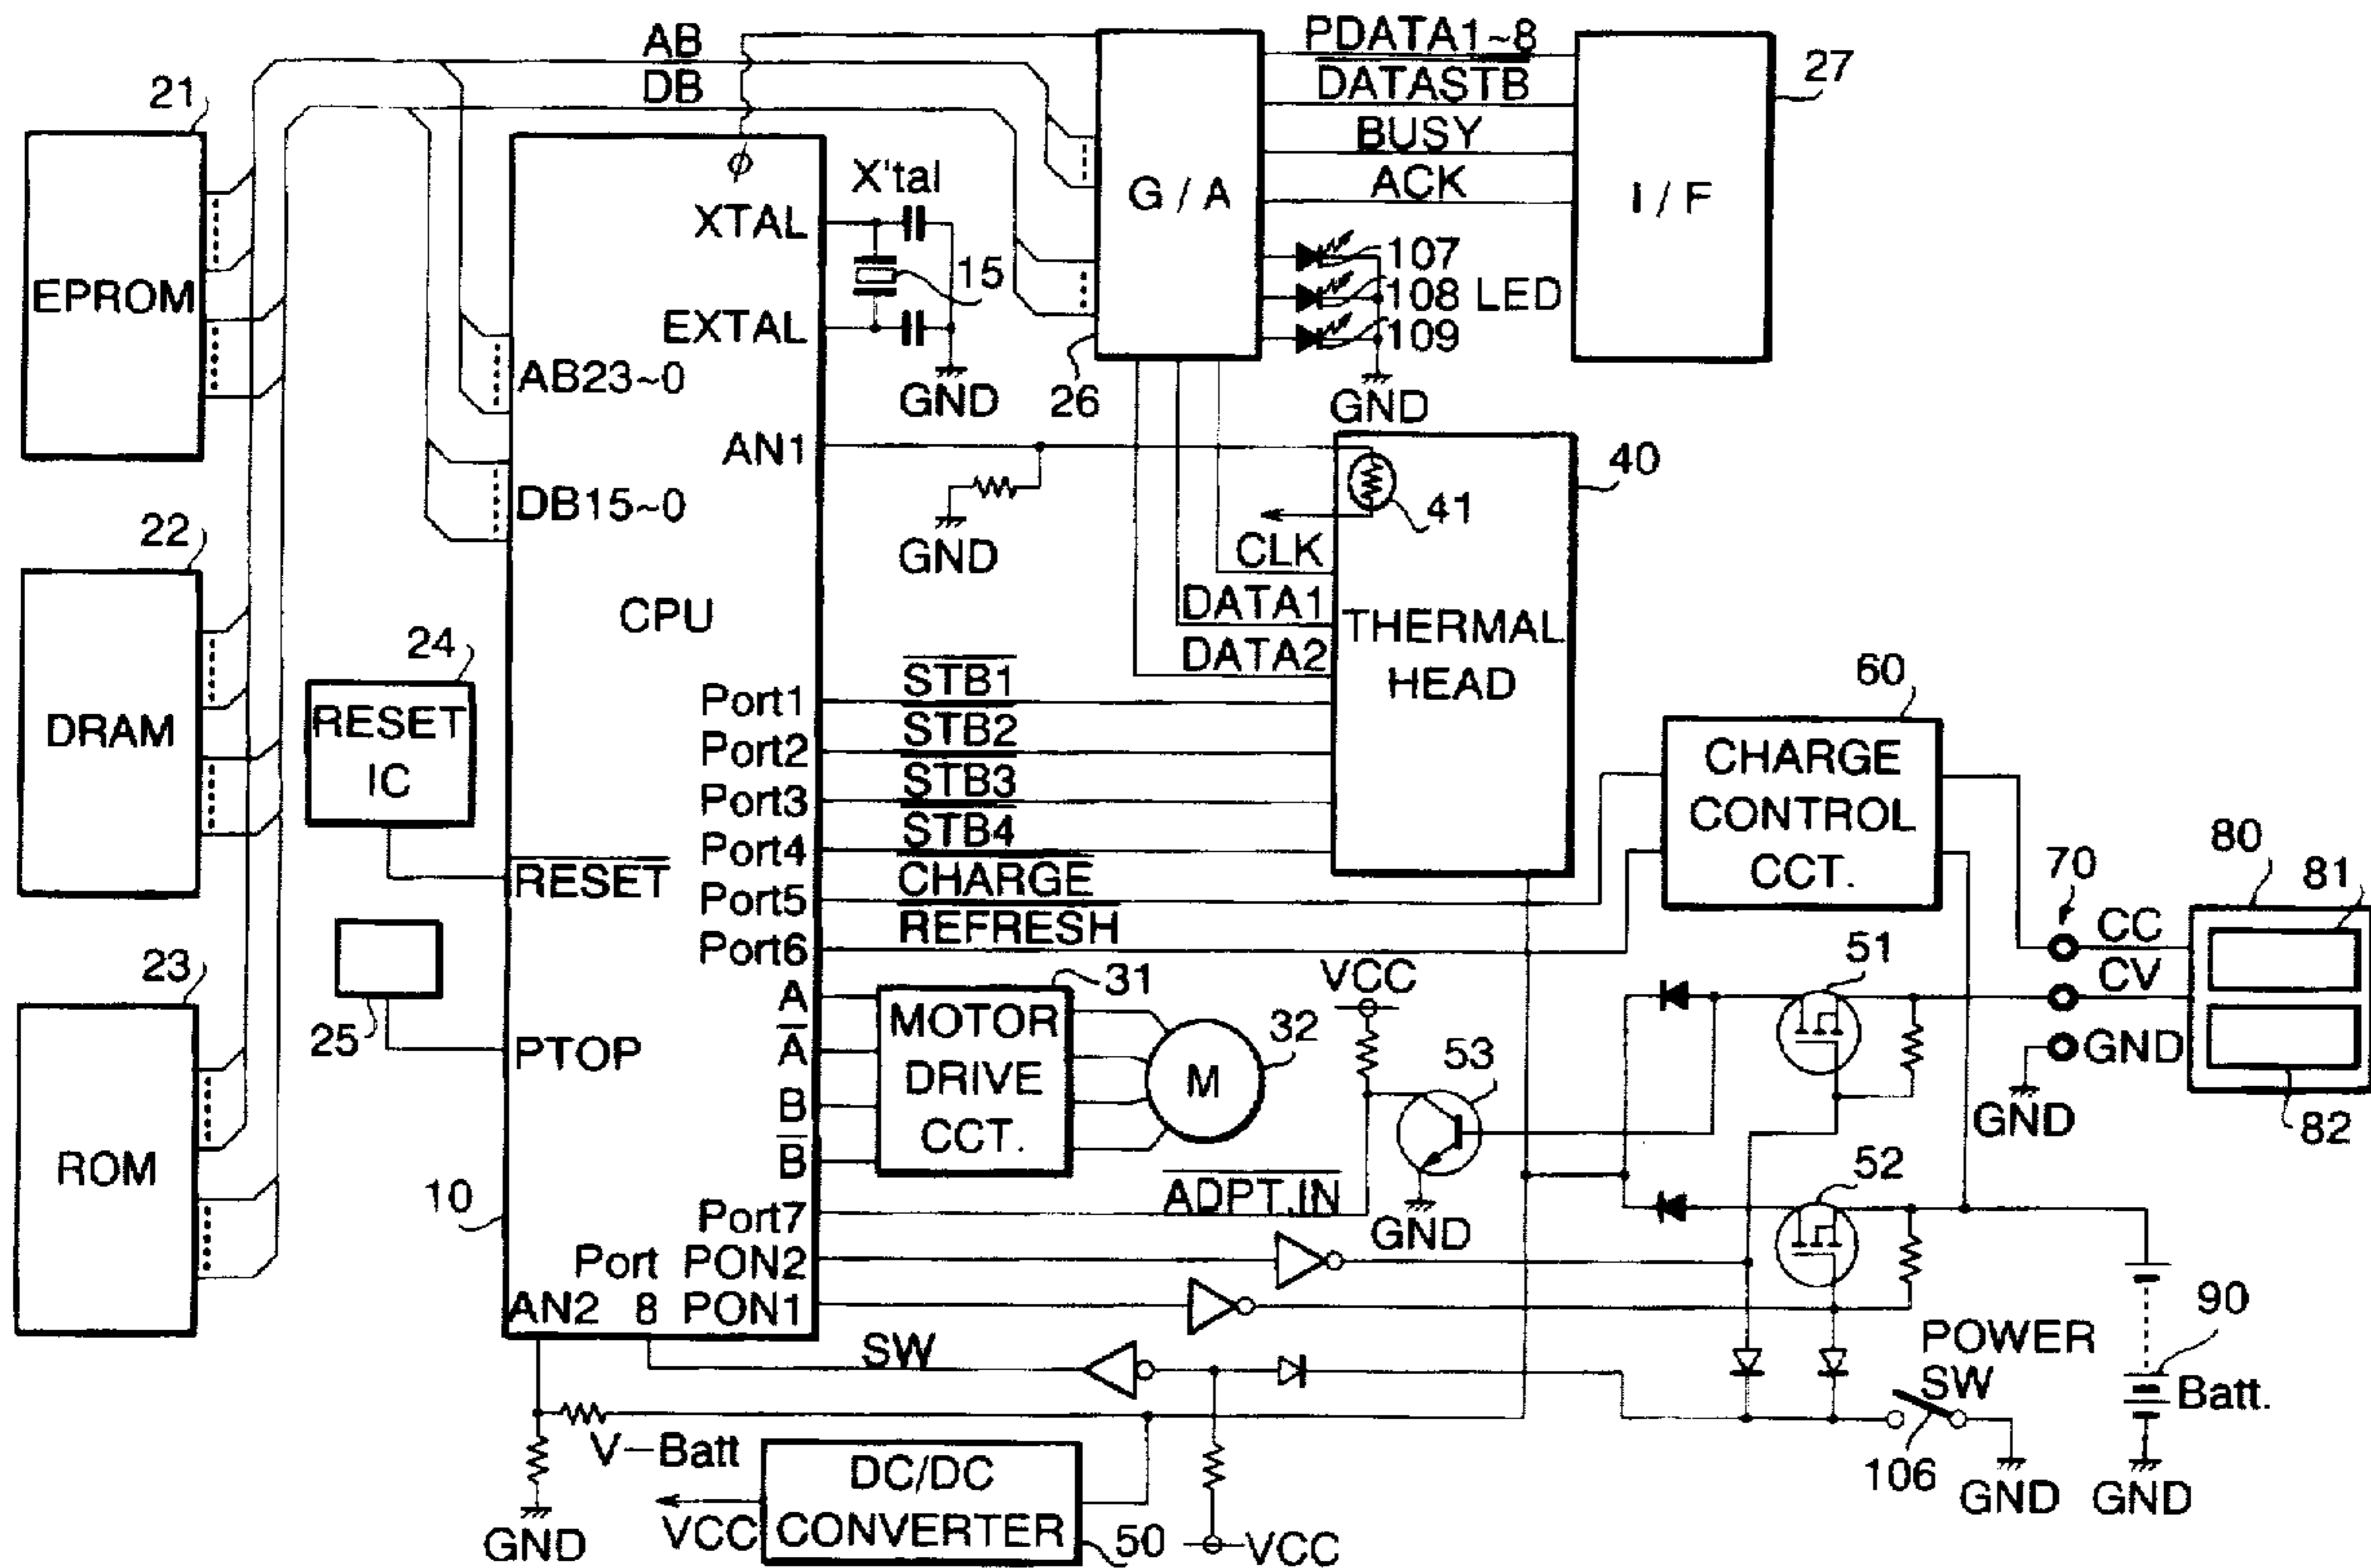 AB
DB
PDATA1~8
DATASTB
BUSY
ACK
G / A
26
I / F
27
107
108 LED
109
GND
21
EPROM
22
DRAM
23
ROM
24
RESET
IC
25
10
CPU
ϕ
XTAL
EXTAL
X'tal
15
GND
AB23~0
DB15~0
AN1
GND
RESET
PTOP
Port1
Port2
Port3
Port4
Port5
Port6
A
A
B
B
Port7
Port PON2
AN2 8 PON1
STB1
STB2
STB3
STB4
CHARGE
REFRESH
CLK
DATA1
DATA2
THERMAL
HEAD
40
41
MOTOR
DRIVE
CCT.
31
M
32
ADPT.IN
VCC
53
GND
60
CHARGE
CONTROL
CCT.
70
CC
CV
GND
GND
80
81
82
51
52
POWER
SW
106
GND
90
Batt.
GND
SW
V-Batt
GND
DC/DC
CONVERTER
50
VCC
VCC